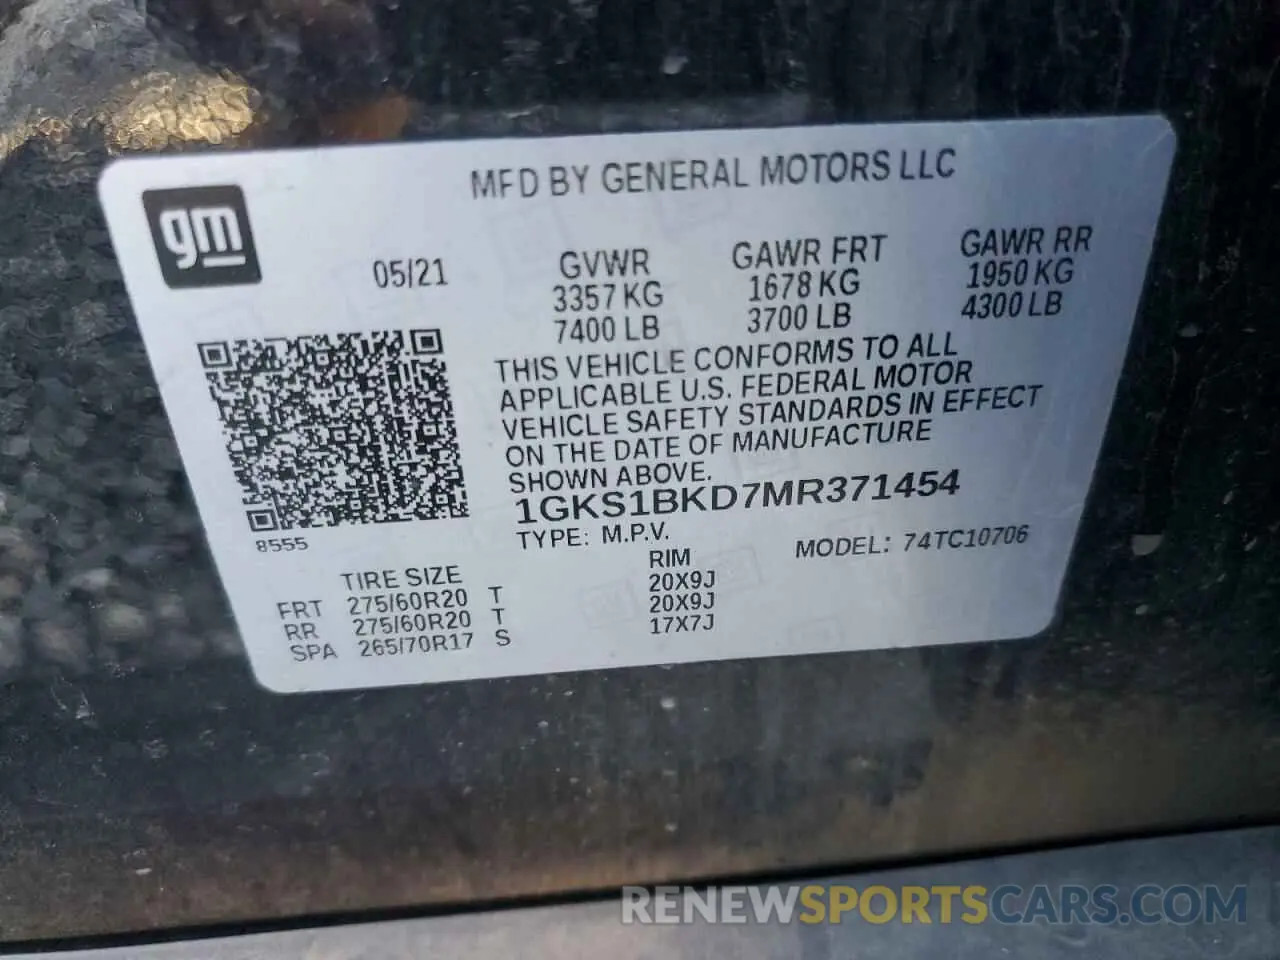 MFD BY GENERAL MOTORS LLC
gm
05/21
GVWR
3357 KG
7400 LB
GAWR FRT
1678 KG
3700 LB
GAWR RR
1950 KG
4300 LB
THIS VEHICLE CONFORMS TO ALL
APPLICABLE U.S. FEDERAL MOTOR
VEHICLE SAFETY STANDARDS IN EFFECT
ON THE DATE OF MANUFACTURE
SHOWN ABOVE.
1GKS1BKD7MR371454
8555
TYPE: M.P.V.
MODEL: 74TC10706
TIRE SIZE RIM
FRT 275/60R20 T 20X9J
RR 275/60R20 T 20X9J
SPA 265/70R17 S 17X7J
RENEWSPORTSCARS.COM